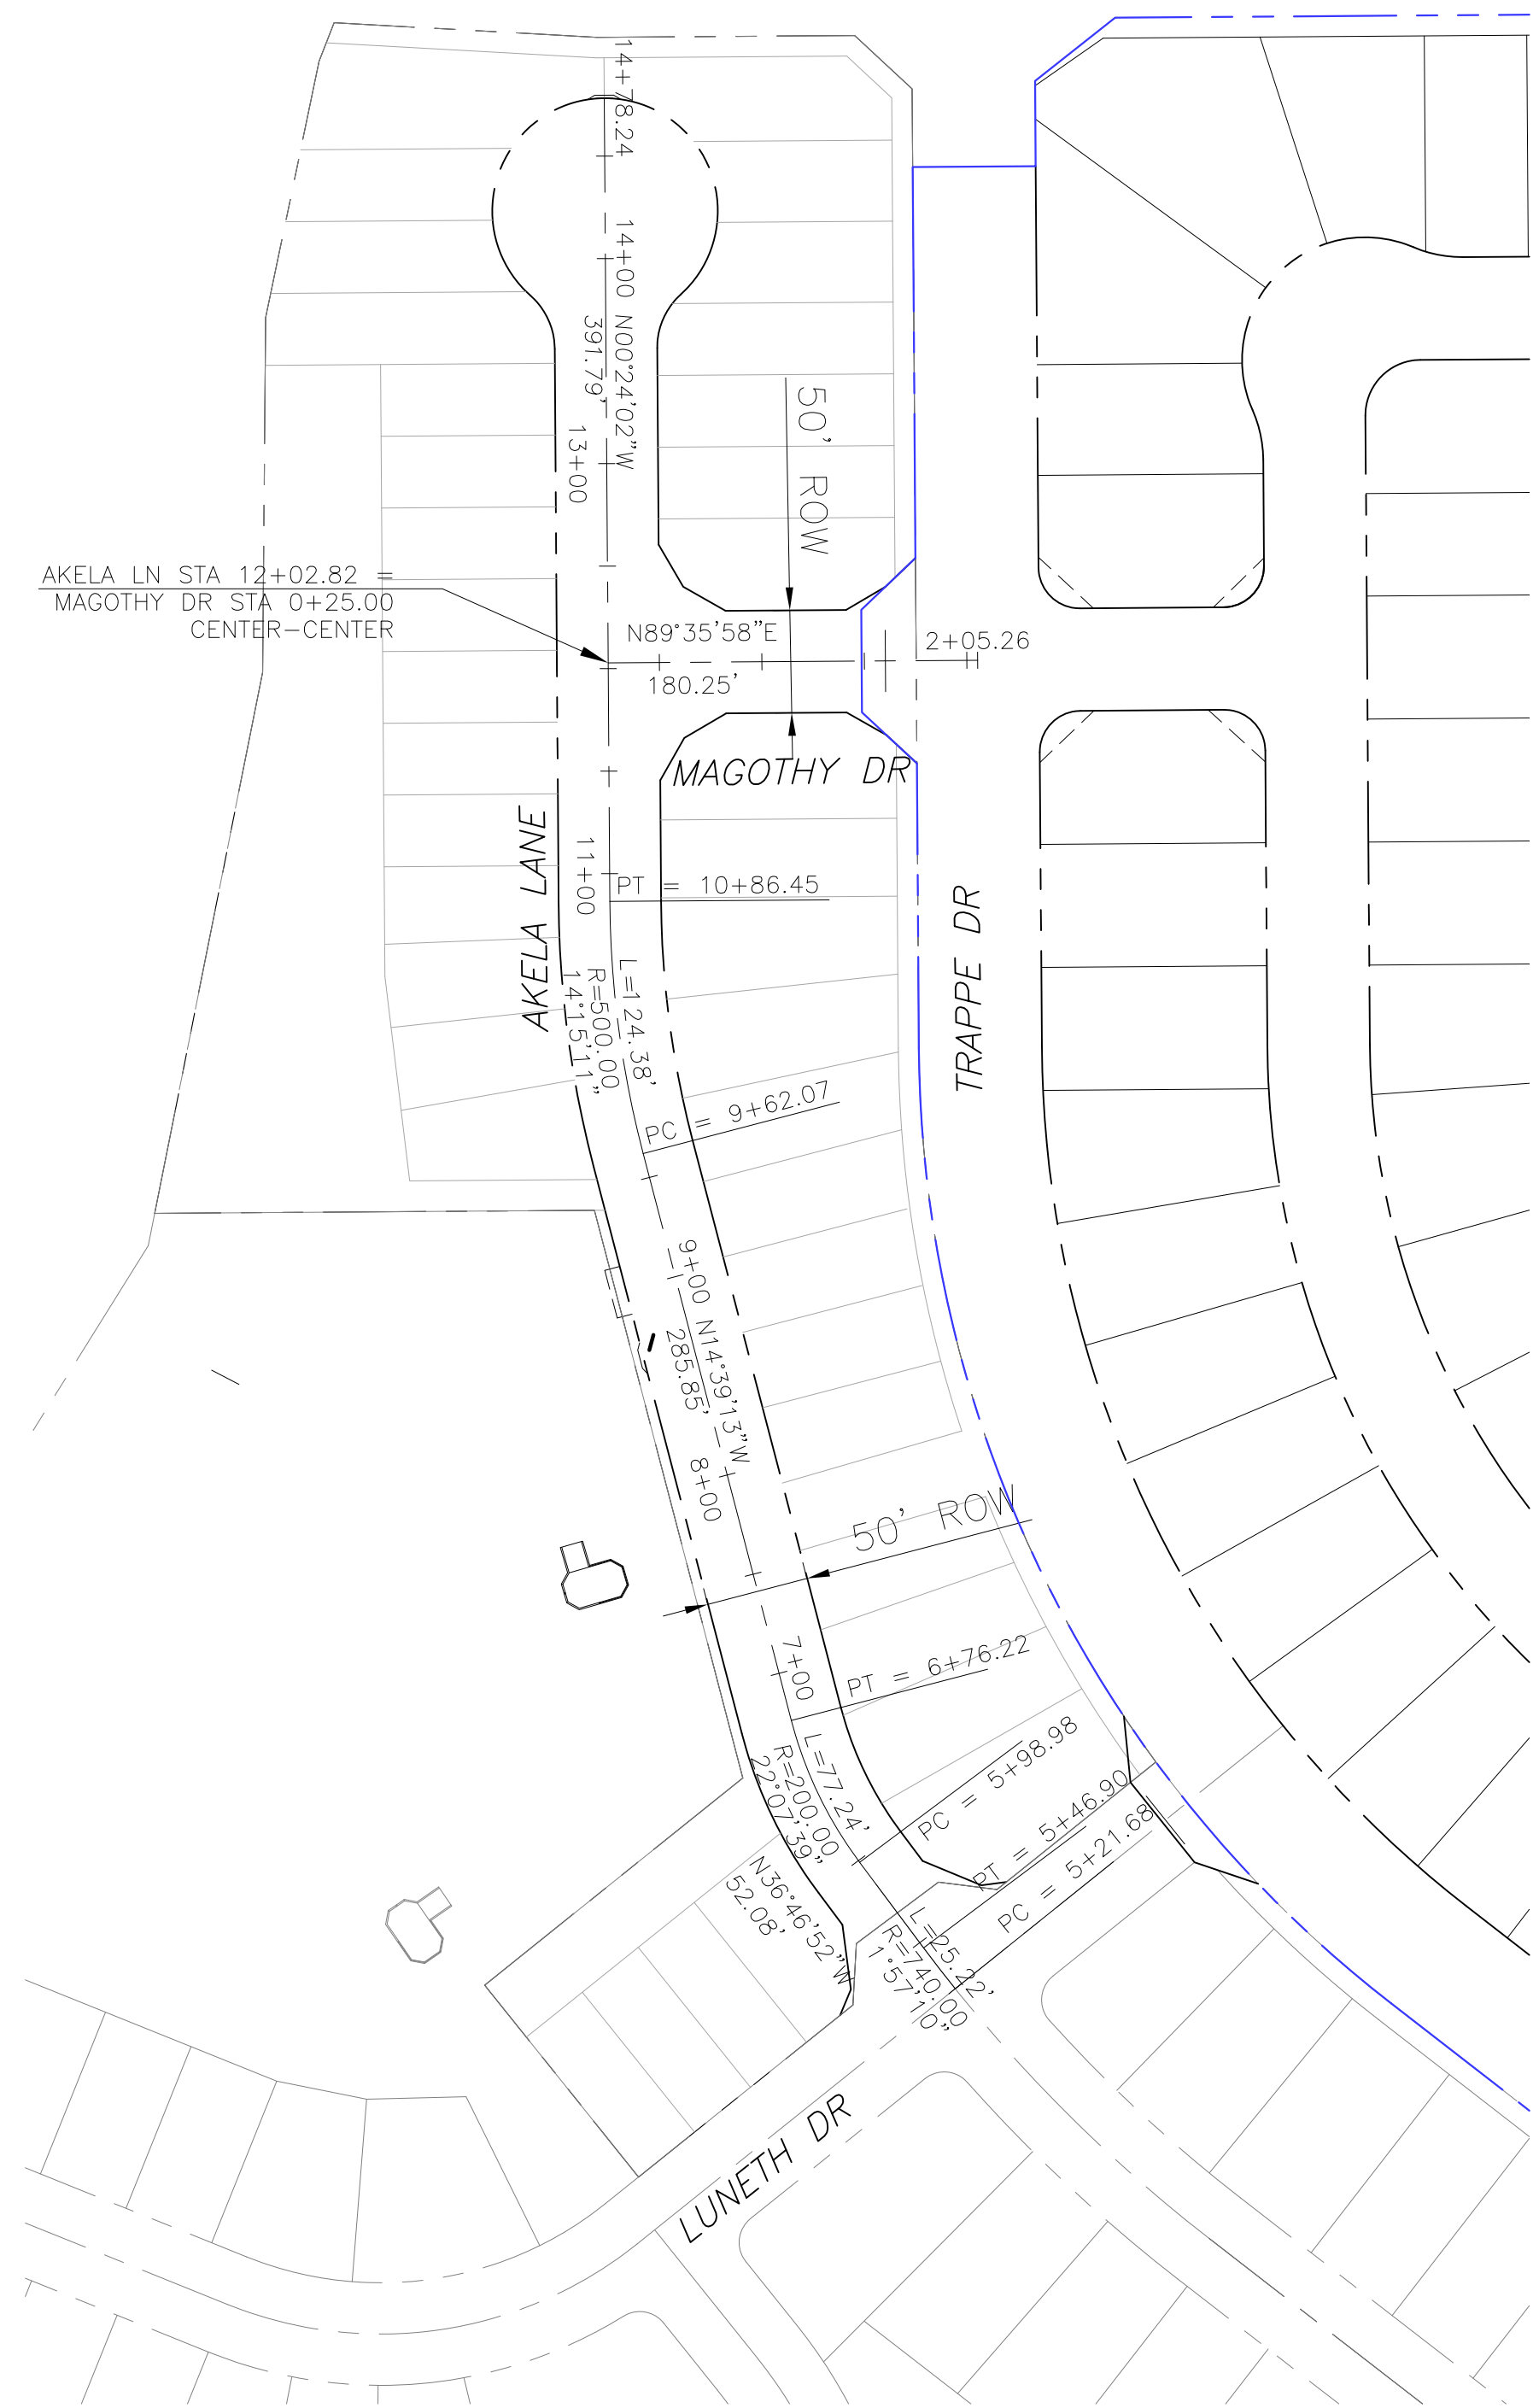 14+78.24
14+00
N00°24'02"W
391.79'
13+00
50' ROW
AKELA LN STA 12+02.82 =
MAGOTHY DR STA 0+25.00
CENTER-CENTER
N89°35'58"E
180.25'
2+05.26
MAGOTHY DR
AKELA LANE
11+00
PT = 10+86.45
TRAPPE DR
L=124.38'
R=500.00
14°15'11"
PC = 9+62.07
9+00
N14°39'13"W
285.85'
8+00
50' ROW
7+00
PT = 6+76.22
L=77.24'
R=200.00
22°07'39"
PC = 5+98.98
PT = 5+46.90
PC = 5+21.68
N36°46'52"W
52.08'
L=25.22'
R=740.00
1°57'10"
LUNETH DR